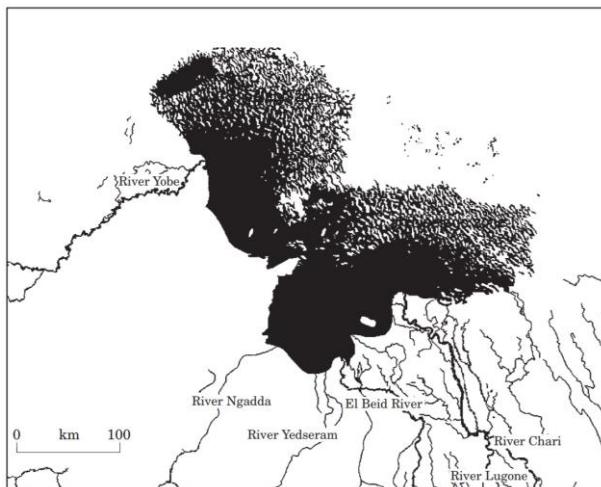 River Yobe
River Ngadda
El Beid River
0 km 100
River Yedseram
River Chari
River Lugone